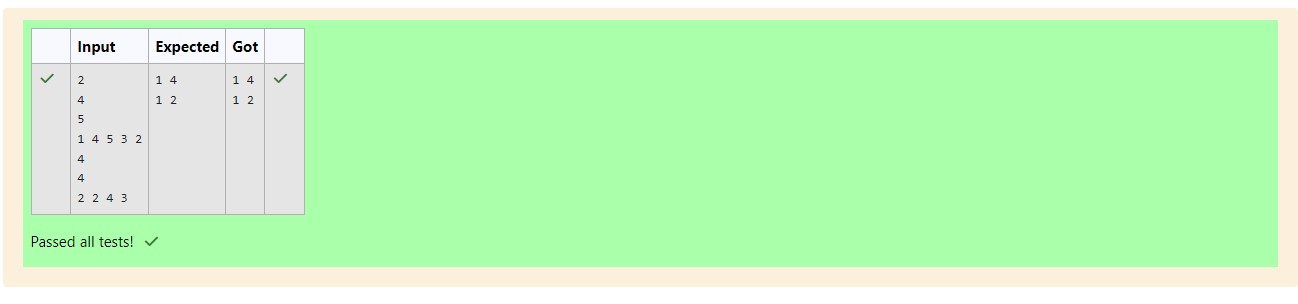 Input Expected Got
2 1 4 1 4
4 1 2 1 2
5
1 4 5 3 2
4
4
2 2 4 3
Passed all tests!